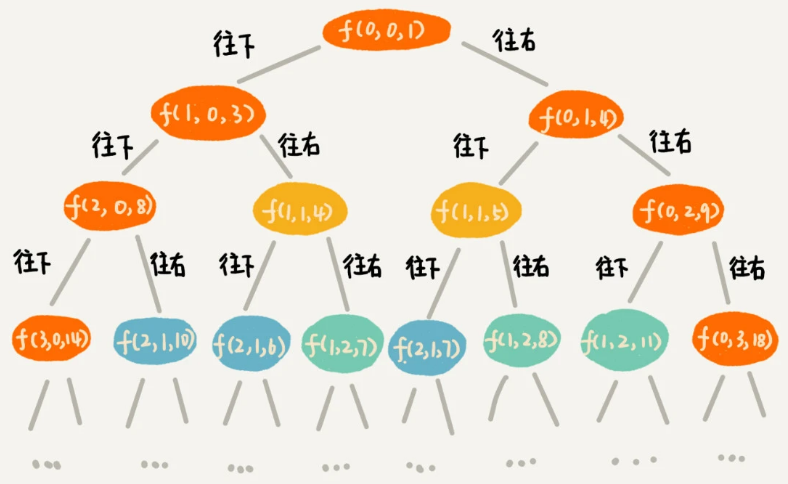 f(0,0,1)
往下 往右
f(1,0,3) f(0,1,4)
往下 往右 往下 往右
f(2,0,8) f(1,1,4) f(1,1,5) f(0,2,9)
往下 往右 往下 往右 往下 往右 往下 往右
f(3,0,14) f(2,1,10) f(2,1,6) f(1,2,7) f(2,1,7) f(1,2,8) f(1,2,11) f(0,3,18)
... ... ... ... ... ... ... ...